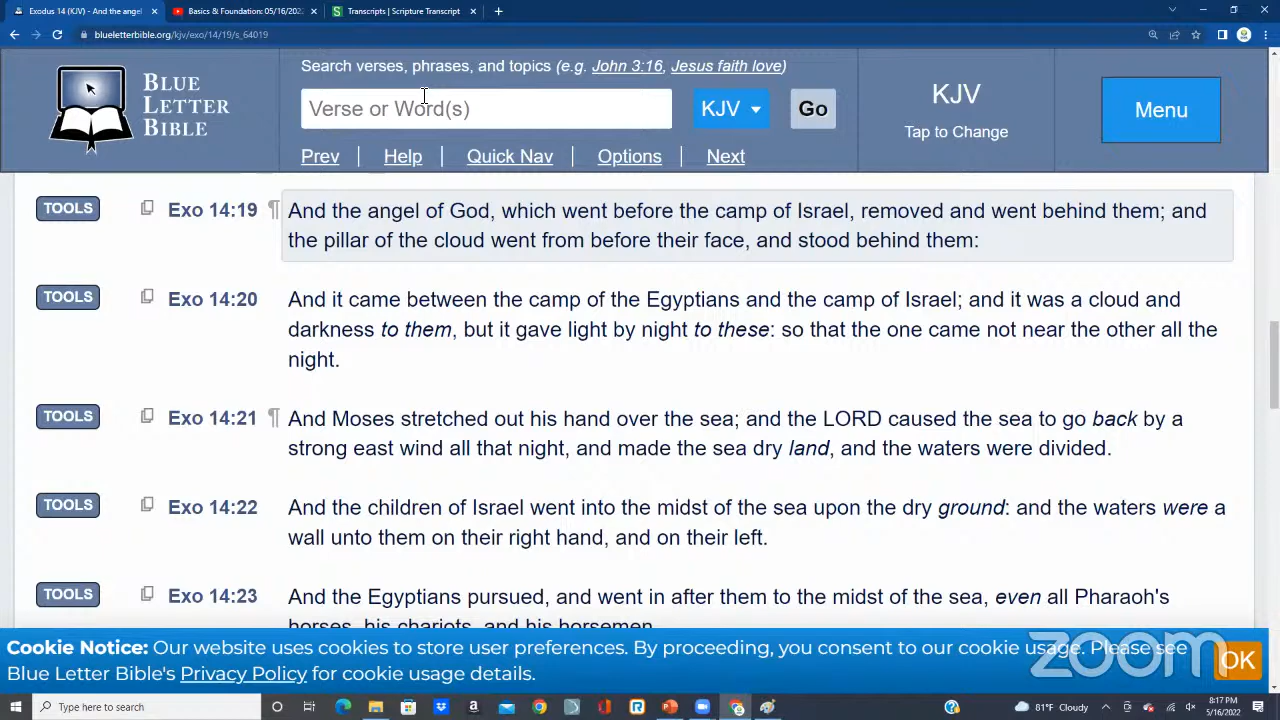 Exodus 14 (KJV) - And the angel
Basics & Foundation: 05/16/2022
Transcripts | Scripture Transcript
blueletterbible.org/kjv/exo/14/19/s_64019
BLUE
LETTER
BIBLE
Search verses, phrases, and topics (e.g. John 3:16, Jesus faith love)
Verse or Word(s)
KJV
Go
Prev | Help | Quick Nav | Options | Next
KJV
Tap to Change
Menu
TOOLS Exo 14:19 ¶ And the angel of God, which went before the camp of Israel, removed and went behind them; and
the pillar of the cloud went from before their face, and stood behind them:
TOOLS Exo 14:20 And it came between the camp of the Egyptians and the camp of Israel; and it was a cloud and
darkness to them, but it gave light by night to these: so that the one came not near the other all the
night.
TOOLS Exo 14:21 ¶ And Moses stretched out his hand over the sea; and the LORD caused the sea to go back by a
strong east wind all that night, and made the sea dry land, and the waters were divided.
TOOLS Exo 14:22 And the children of Israel went into the midst of the sea upon the dry ground: and the waters were a
wall unto them on their right hand, and on their left.
TOOLS Exo 14:23 And the Egyptians pursued, and went in after them to the midst of the sea, even all Pharaoh's
horses, his chariots, and his horsemen.
Cookie Notice: Our website uses cookies to store user preferences. By proceeding, you consent to our cookie usage. Please see
Blue Letter Bible's Privacy Policy for cookie usage details.
OK
zoom
Type here to search
81°F Cloudy
8:17 PM
5/16/2022